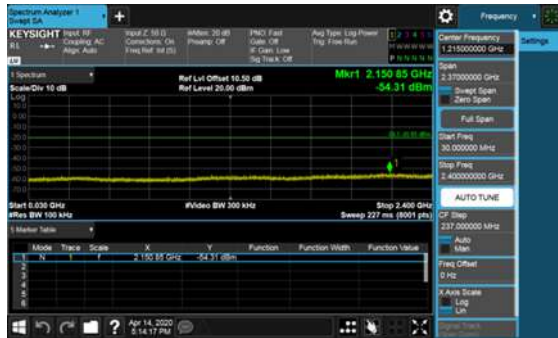 Spectrum Analyzer 1
Swept SA
+
Frequency
Settings
KEYSIGHT
Input: RF
Coupling: AC
Align: Auto
Input Z: 50 Ω
Corrections: On
Freq Ref: Int (S)
#Atten: 20 dB
Preamp: Off
PNO: Fast
Gate: Off
IF Gain: Low
Sig Track: Off
Avg Type: Log-Power
Trig: Free Run
1 Spectrum
Scale/Div 10 dB
Log
Ref Lvl Offset 10.50 dB
Ref Level 20.00 dBm
Mkr1 2.150 85 GHz
-54.31 dBm
10.0
0.00
1
Start 0.030 GHz
#Res BW 100 kHz
#Video BW 300 kHz
Stop 2.400 GHz
Sweep 227 ms (8001 pts)
5 Marker Table
Mode Trace Scale X Y Function Function Width Function Value
1 N 1 f 2.150 85 GHz -54.31 dBm
2
3
4
5
6
Center Frequency
1.215000000 GHz
Span
2.37000000 GHz
Swept Span
Zero Span
Full Span
Start Freq
30.000000 MHz
Stop Freq
2.400000000 GHz
AUTO TUNE
CF Step
237.000000 MHz
Auto
Man
Freq Offset
0 Hz
X Axis Scale
Log
Lin
Signal Track
Apr 14, 2020
5:14:17 PM